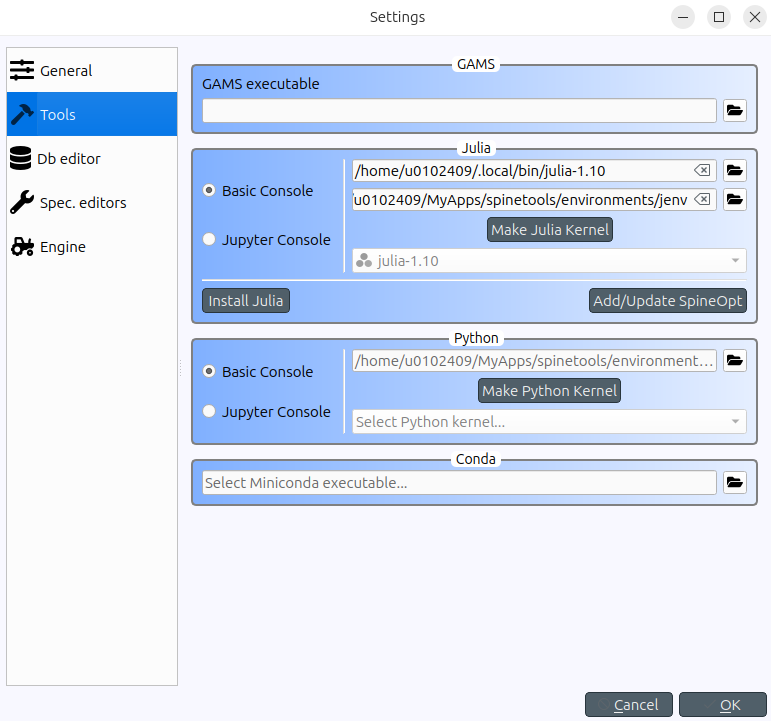 Settings
General
Tools
Db editor
Spec. editors
Engine
GAMS
GAMS executable
Julia
Basic Console
/home/u0102409/.local/bin/julia-1.10
u0102409/MyApps/spinetools/environments/jenv
Make Julia Kernel
Jupyter Console
julia-1.10
Install Julia
Add/Update SpineOpt
Python
/home/u0102409/MyApps/spinetools/environment…
Basic Console
Make Python Kernel
Jupyter Console
Select Python kernel...
Conda
Select Miniconda executable...
Cancel
OK